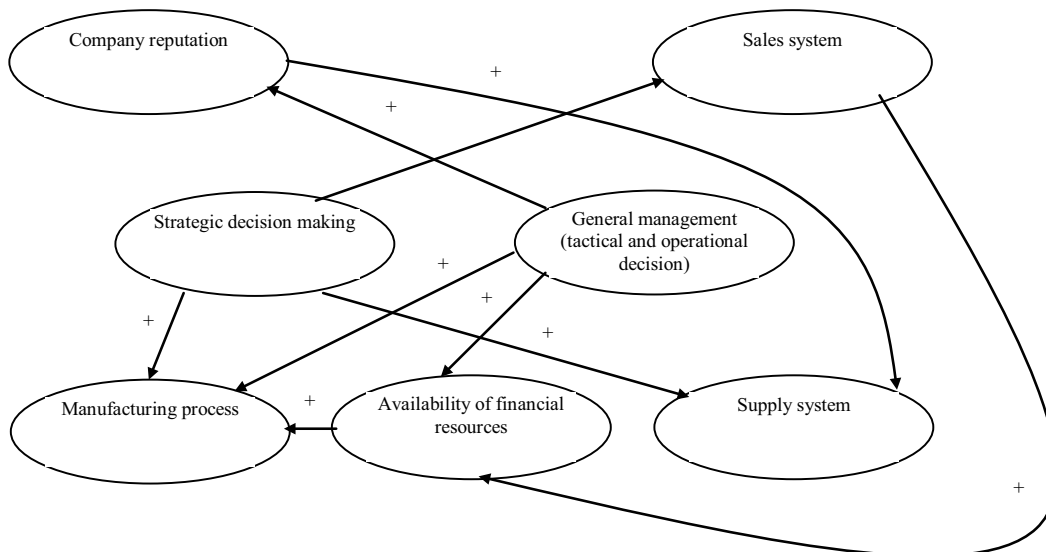 Company reputation
Sales system
+
+
Strategic decision making
General management
(tactical and operational
decision)
+
+
+
+
Manufacturing process
Availability of financial
resources
Supply system
+
+